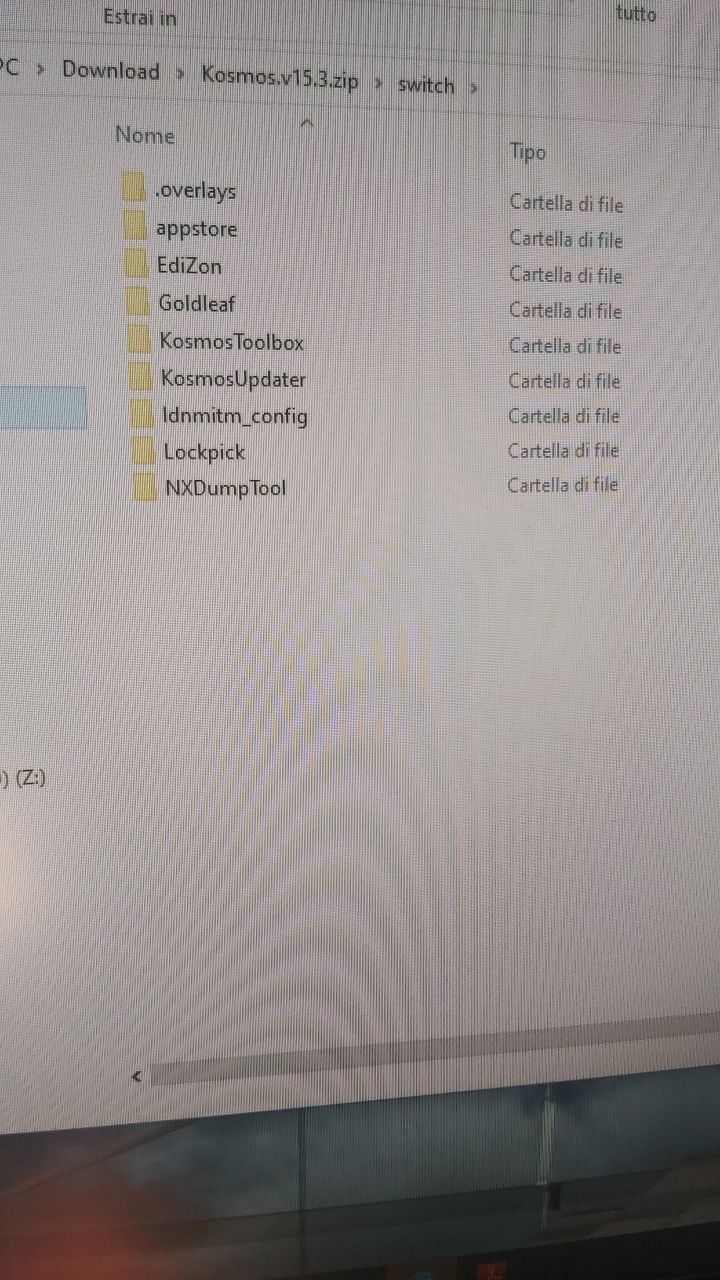 Estrai in
tutto
PC > Download > Kosmos.v15.3.zip > switch >
Nome Tipo
.overlays Cartella di file
appstore Cartella di file
EdiZon Cartella di file
Goldleaf Cartella di file
KosmosToolbox Cartella di file
KosmosUpdater Cartella di file
ldnmitm_config Cartella di file
Lockpick Cartella di file
NXDumpTool Cartella di file
) (Z:)